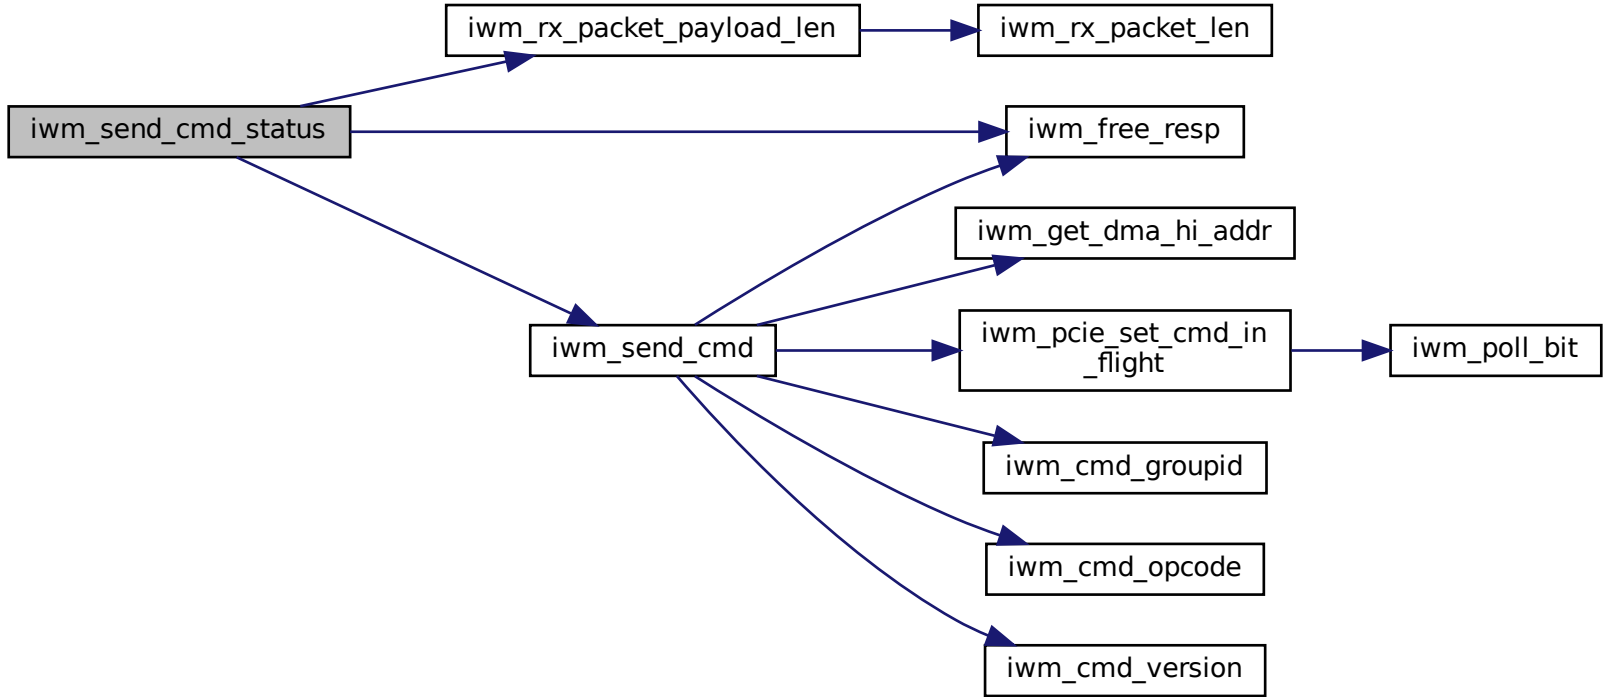 iwm_rx_packet_payload_len
iwm_rx_packet_len
iwm_send_cmd_status
iwm_free_resp
iwm_get_dma_hi_addr
iwm_send_cmd
iwm_pcie_set_cmd_in
_flight
iwm_poll_bit
iwm_cmd_groupid
iwm_cmd_opcode
iwm_cmd_version